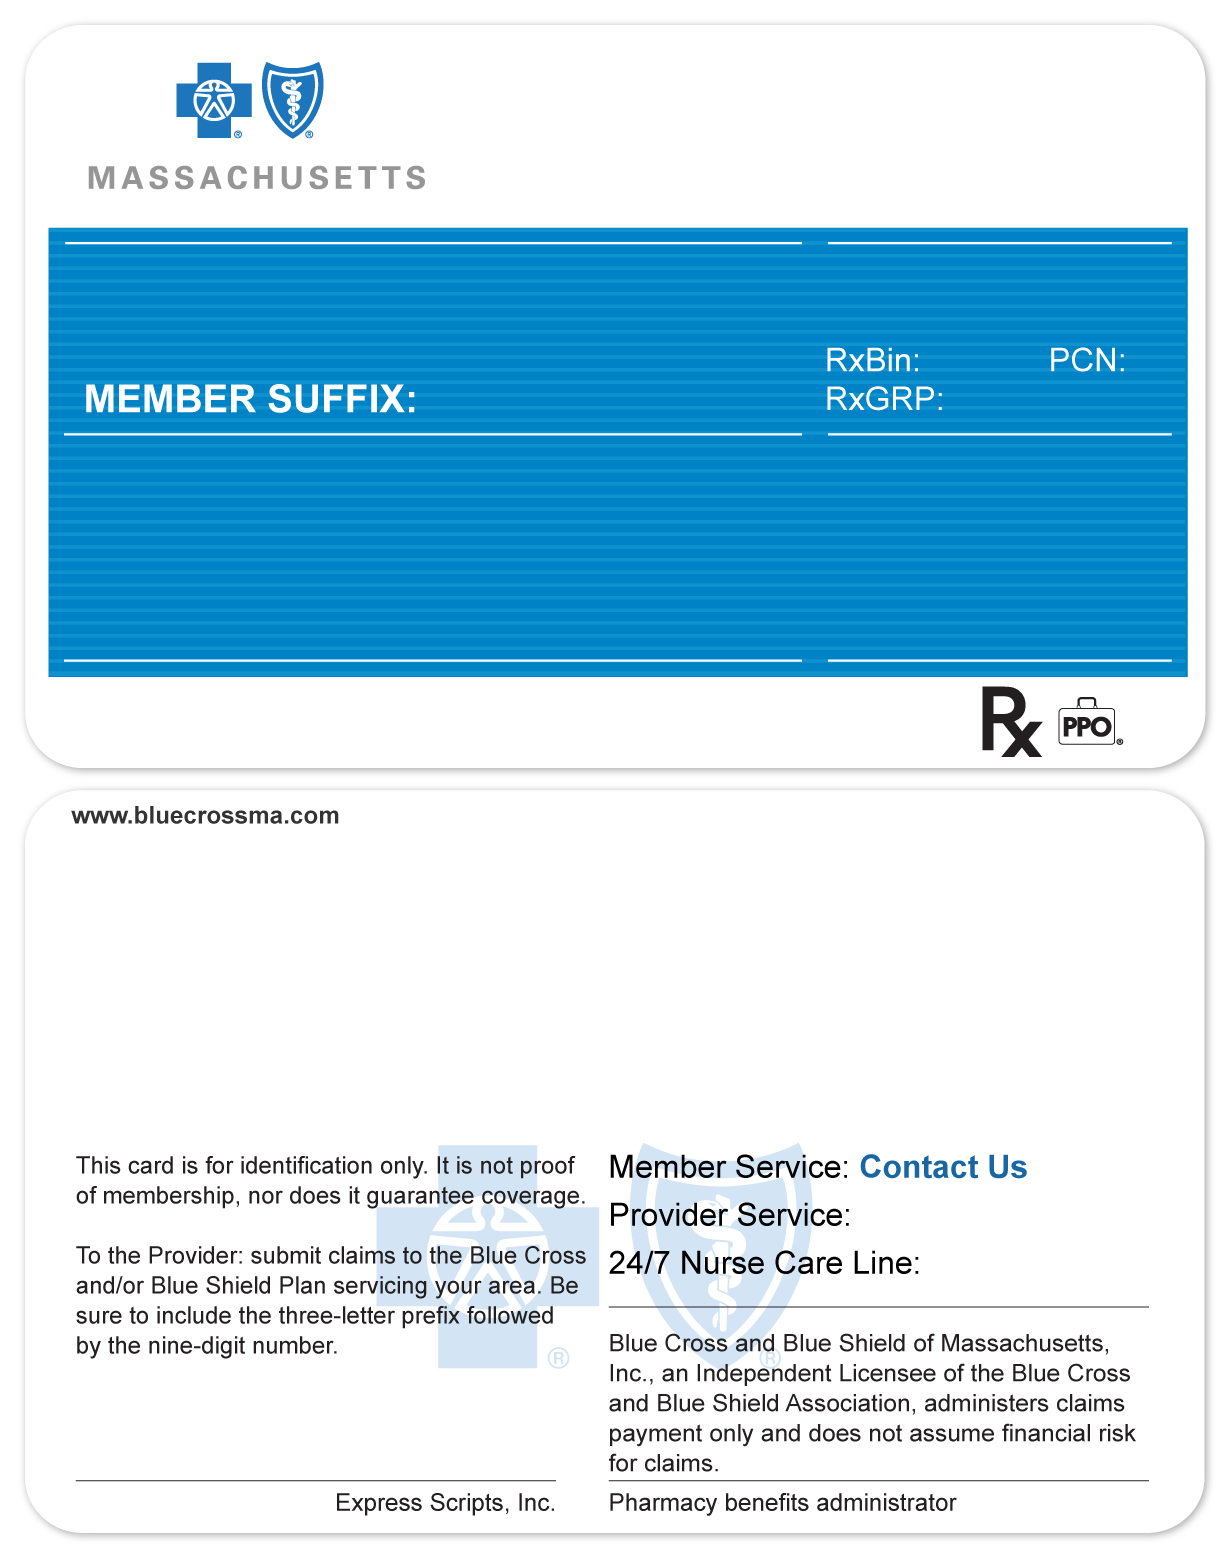 MASSACHUSETTS
RxBin: PCN:
MEMBER SUFFIX:
RxGRP:
Rx PPO®
www.bluecrossma.com
This card is for identification only. It is not proof
of membership, nor does it guarantee coverage.
To the Provider: submit claims to the Blue Cross
and/or Blue Shield Plan servicing your area. Be
sure to include the three-letter prefix followed
by the nine-digit number.
Express Scripts, Inc.
Member Service: Contact Us
Provider Service:
24/7 Nurse Care Line:
Blue Cross and Blue Shield of Massachusetts,
Inc., an Independent Licensee of the Blue Cross
and Blue Shield Association, administers claims
payment only and does not assume financial risk
for claims.
Pharmacy benefits administrator